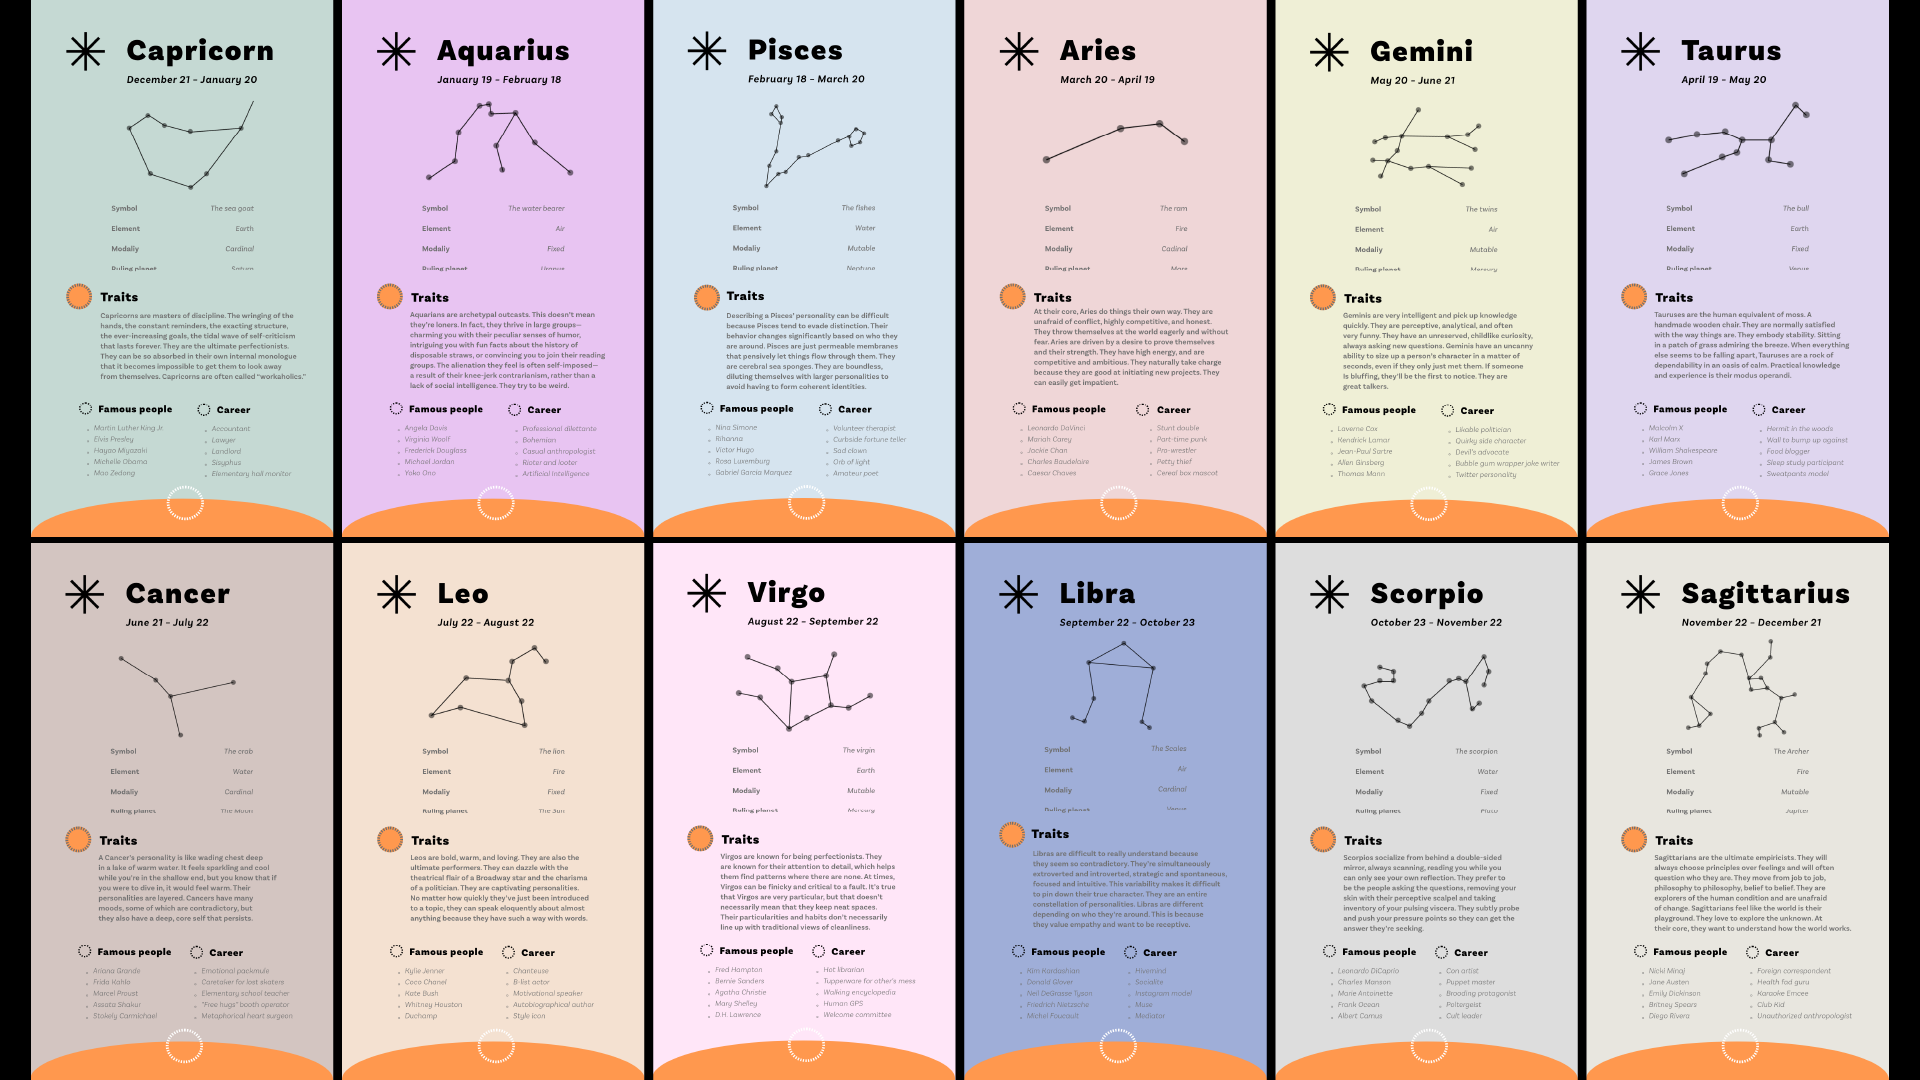 Capricorn
December 21 – January 20
Symbol The sea goat
Element Earth
Modaliy Cardinal
Ruling planet Saturn
Traits
Capricorns are masters of discipline. The wringing of the
hands, the constant reminders, the exacting structure,
the ever-increasing goals, the tidal wave of self-criticism
that lasts forever. They are the ultimate perfectionists.
They can be so absorbed in their own internal monologue
that it becomes impossible to get them to look away
from themselves. Capricorns are often called “workaholics.”
Famous people
Martin Luther King Jr
Elvis Presley
Hayao Miyazaki
Michelle Obama
Mao Zedong
Career
Accountant
Lawyer
Landlord
Sisyphus
Elementary hall monitor
Aquarius
January 19 – February 18
Symbol The water bearer
Element Air
Modaliy Fixed
Ruling planet Uranus
Traits
Aquarians are archetypal outcasts. This doesn’t mean
they’re loners. In fact, they thrive in large groups—
charming you with their peculiar senses of humor,
intriguing you with fun facts about the history of
disposable straws, or convincing you to join their reading
groups. The alienation they feel is often self-imposed—
a result of their knee-jerk contrarianism, rather than a
lack of social intelligence. They try to be weird.
Famous people
Angela Davis
Virginia Woolf
Frederick Douglass
Michael Jordan
Yoko Ono
Career
Professional dilettante
Bohemian
Casual anthropologist
Rioter and looter
Artificial Intelligence
Pisces
February 18 – March 20
Symbol The fishes
Element Water
Modaliy Mutable
Ruling planet Neptune
Traits
Describing a Pisces’ personality can be difficult
because Pisces tend to evade distinction. Their
behavior changes significantly based on who they
are around. Pisces are just permeable membranes
that pensively let things flow through them. They
are cerebral sea sponges. They are boundless,
diluting themselves with larger personalities to
avoid having to form coherent identities.
Famous people
Nina Simone
Rihanna
Victor Hugo
Rosa Luxemburg
Gabriel Garcia Marquez
Career
Volunteer therapist
Curbside fortune teller
Sad clown
Orb of light
Amateur poet
Aries
March 20 – April 19
Symbol The ram
Element Fire
Modaliy Cadinal
Ruling planet Mars
Traits
At their core, Aries do things their own way. They are
unafraid of conflict, highly competitive, and honest.
They throw themselves at the world eagerly and without
fear. Aries are driven by a desire to prove themselves
and their strength. They have high energy, and are
competitive and ambitious. They naturally take charge
because they are good at initiating new projects. They
can easily get impatient.
Famous people
Leonardo DaVinci
Mariah Carey
Jackie Chan
Charles Baudelaire
Caesar Chaves
Career
Stunt double
Part-time punk
Pro-wrestler
Petty thief
Cereal box mascot
Gemini
May 20 – June 21
Symbol The twins
Element Air
Modaliy Mutable
Ruling planet Mercury
Traits
Geminis are very intelligent and pick up knowledge
quickly. They are perceptive, analytical, and often
very funny. They have an unreserved, childlike curiosity,
always asking new questions. Geminis have an uncanny
ability to size up a person’s character in a matter of
seconds, even if they only just met them. If someone
is bluffing, they’ll be the first to notice. They are
great talkers.
Famous people
Laverne Cox
Kendrick Lamar
Jean-Paul Sartre
Allen Ginsberg
Thomas Mann
Career
Likable politician
Quirky side character
Devil’s advocate
Bubble gum wrapper joke writer
Twitter personality
Taurus
April 19 – May 20
Symbol The bull
Element Earth
Modaliy Fixed
Ruling planet Venus
Traits
Tauruses are the human equivalent of moss. A
handmade wooden chair. They are normally satisfied
with the way things are. They embody stability. Sitting
in a patch of grass admiring the breeze. When everything
else seems to be falling apart, Tauruses are a rock of
dependability in an oasis of calm. Practical knowledge
and experience is their modus operandi.
Famous people
Malcolm X
Karl Marx
William Shakespeare
James Brown
Grace Jones
Career
Hermit in the woods
Wall to bump up against
Food blogger
Sleep study participant
Sweatpants model
Cancer
June 21 – July 22
Symbol The crab
Element Water
Modaliy Cardinal
Ruling planet The Moon
Traits
A Cancer’s personality is like wading chest deep
in a lake of warm water. It feels sparkling and cool
while you’re in the shallow end, but you know that if
you were to dive in, it would feel warm. Their
personalities are layered. Cancers have many
moods, some of which are contradictory, but
they also have a deep, core self that persists.
Famous people
Ariana Grande
Frida Kahlo
Marcel Proust
Assata Shakur
Stokely Carmichael
Career
Emotional packmule
Caretaker for lost skaters
Elementary school teacher
“Free hugs” booth operator
Metaphorical heart surgeon
Leo
July 22 – August 22
Symbol The lion
Element Fire
Modaliy Fixed
Ruling planet The Sun
Traits
Leos are bold, warm, and loving. They are also the
ultimate performers. They can dazzle with the
theatrical flair of a Broadway star and the charisma
of a politician. They are captivating personalities.
No matter how quickly they’ve just been introduced
to a topic, they can speak eloquently about almost
anything because they have such a way with words.
Famous people
Kylie Jenner
Coco Chanel
Kate Bush
Whitney Houston
Duchamp
Career
Chanteuse
B-list actor
Motivational speaker
Autobiographical author
Style icon
Virgo
August 22 – September 22
Symbol The virgin
Element Earth
Modaliy Mutable
Ruling planet Mercury
Traits
Virgos are known for being perfectionists. They
are known for their attention to detail, which helps
them find patterns where there are none. At times,
Virgos can be finicky and critical to a fault. It’s true
that Virgos are very particular, but that doesn’t
necessarily mean that they keep neat spaces.
Their particularities and habits don’t necessarily
line up with traditional views of cleanliness.
Famous people
Fred Hampton
Bernie Sanders
Agatha Christie
Mary Shelley
D.H. Lawrence
Career
Hot librarian
Tupperware for other’s mess
Walking encyclopedia
Human GPS
Welcome committee
Libra
September 22 – October 23
Symbol The Scales
Element Air
Modaliy Cardinal
Ruling planet Venus
Traits
Libras are difficult to really understand because
they seem so contradictory. They’re simultaneously
extroverted and introverted, strategic and spontaneous,
focused and intuitive. This variability makes it difficult
to pin down their true character. They are an entire
constellation of personalities. Libras are different
depending on who they’re around. This is because
they value empathy and want to be receptive.
Famous people
Kim Kardashian
Donald Glover
Neil DeGrasse Tyson
Friedrich Nietzsche
Michel Foucault
Career
Hivemind
Socialite
Instagram model
Muse
Mediator
Scorpio
October 23 – November 22
Symbol The scorpion
Element Water
Modaliy Fixed
Ruling planet Pluto
Traits
Scorpios socialize from behind a double-sided
mirror, always scanning, reading you while you
can only see your own reflection. They prefer to
be the people asking the questions, removing your
skin with their perceptive scalpel and taking
inventory of your pulsing viscera. They subtly probe
and push your pressure points so they can get the
answer they’re seeking.
Famous people
Leonardo DiCaprio
Charles Manson
Marie Antoinette
Frank Ocean
Albert Camus
Career
Con artist
Puppet master
Brooding protagonist
Poltergeist
Cult leader
Sagittarius
November 22 – December 21
Symbol The Archer
Element Fire
Modaliy Mutable
Ruling planet Jupiter
Traits
Sagittarians are the ultimate empiricists. They will
always choose principles over feelings and will often
question who they are. They move from job to job,
philosophy to philosophy, belief to belief. They are
explorers of the human condition and are unafraid
of change. Sagittarians feel like the world is their
playground. They love to explore the unknown. At
their core, they want to understand how the world works.
Famous people
Nicki Minaj
Jane Austen
Emily Dickinson
Britney Spears
Diego Rivera
Career
Foreign correspondent
Health fad guru
Karaoke Emcee
Club Kid
Unauthorized anthropologist